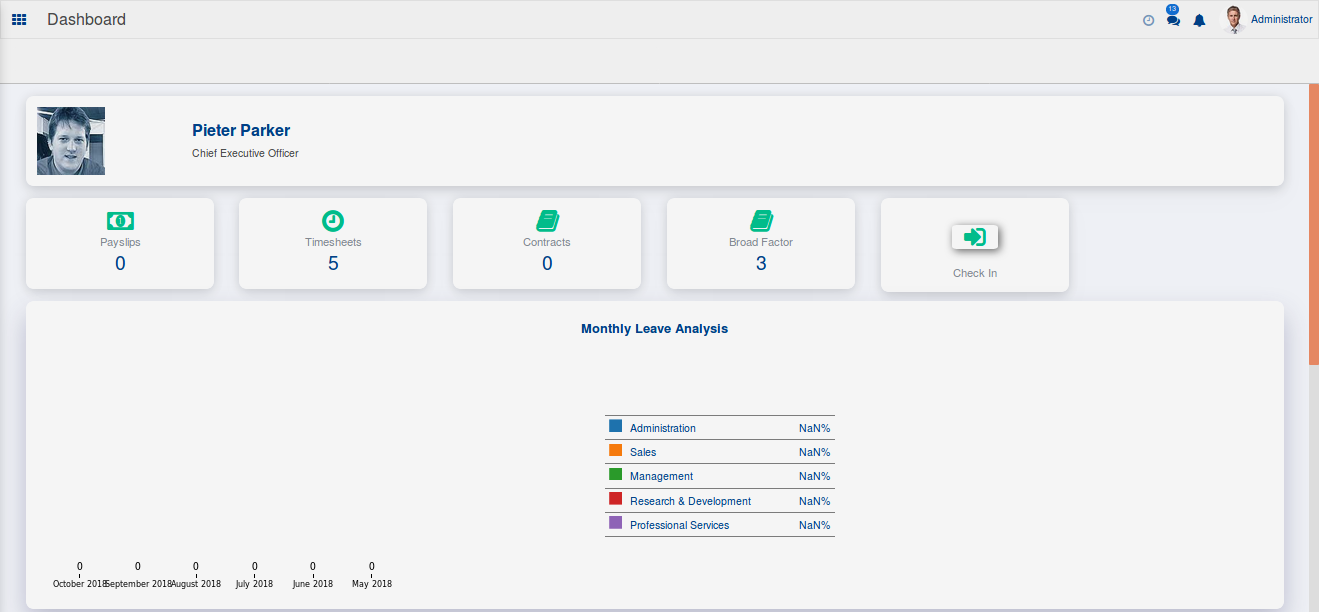 Dashboard
13
Administrator
Pieter Parker
Chief Executive Officer
Payslips
0
Timesheets
5
Contracts
0
Broad Factor
3
Check In
Monthly Leave Analysis
Administration NaN%
Sales NaN%
Management NaN%
Research & Development NaN%
Professional Services NaN%
0 0 0 0 0 0
October 2018 September 2018 August 2018 July 2018 June 2018 May 2018